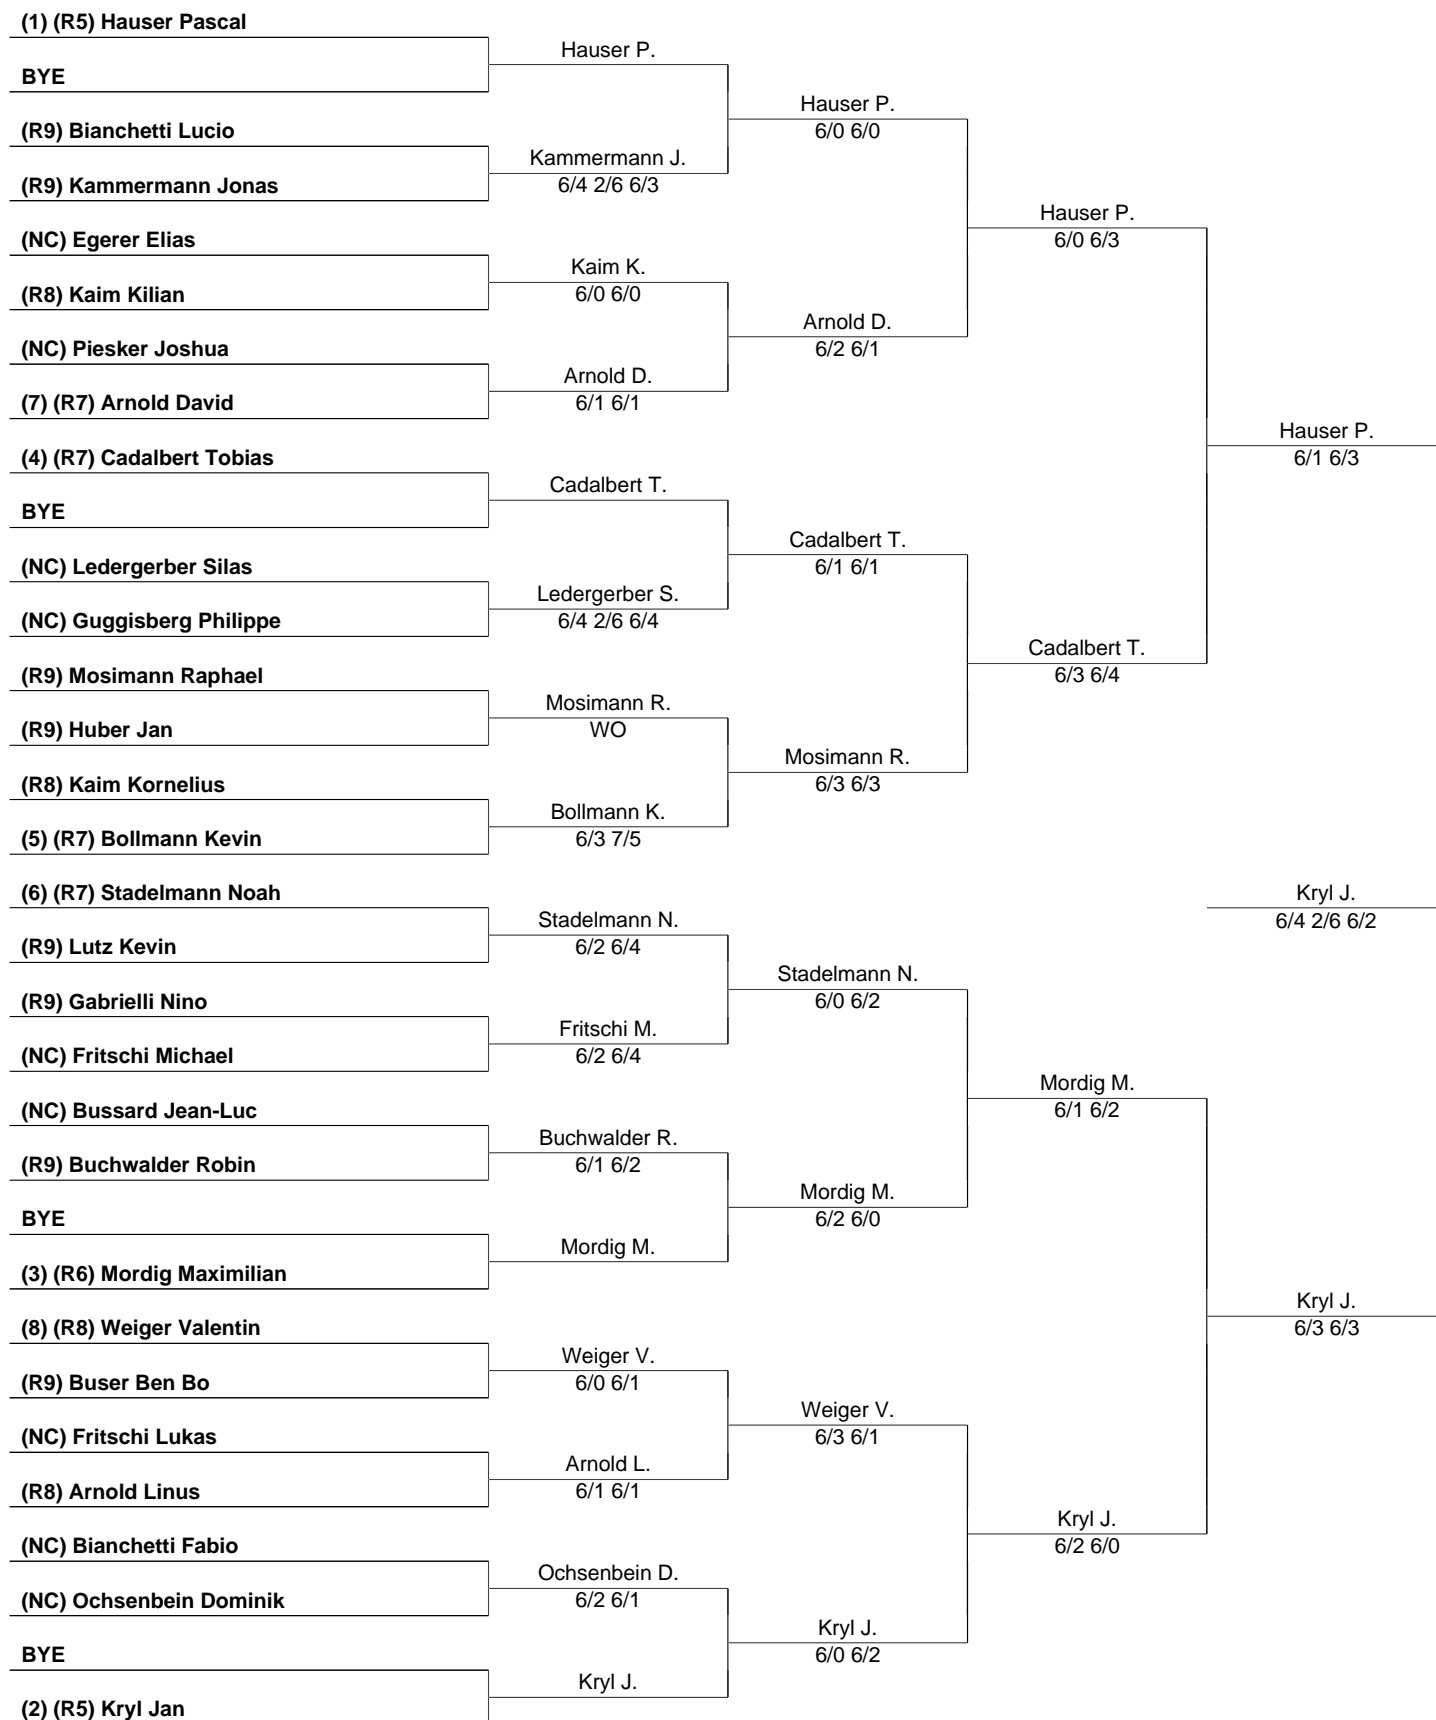 (1) (R5) Hauser Pascal
BYE
(R9) Bianchetti Lucio
(R9) Kammermann Jonas
(NC) Egerer Elias
(R8) Kaim Kilian
(NC) Piesker Joshua
(7) (R7) Arnold David
(4) (R7) Cadalbert Tobias
BYE
(NC) Ledergerber Silas
(NC) Guggisberg Philippe
(R9) Mosimann Raphael
(R9) Huber Jan
(R8) Kaim Kornelius
(5) (R7) Bollmann Kevin
(6) (R7) Stadelmann Noah
(R9) Lutz Kevin
(R9) Gabrielli Nino
(NC) Fritschi Michael
(NC) Bussard Jean-Luc
(R9) Buchwalder Robin
BYE
(3) (R6) Mordig Maximilian
(8) (R8) Weiger Valentin
(R9) Buser Ben Bo
(NC) Fritschi Lukas
(R8) Arnold Linus
(NC) Bianchetti Fabio
(NC) Ochsenbein Dominik
BYE
(2) (R5) Kryl Jan
Hauser P.
Kammermann J.
6/4 2/6 6/3
Kaim K.
6/0 6/0
Arnold D.
6/1 6/1
Cadalbert T.
Ledergerber S.
6/4 2/6 6/4
Mosimann R.
WO
Bollmann K.
6/3 7/5
Stadelmann N.
6/2 6/4
Fritschi M.
6/2 6/4
Buchwalder R.
6/1 6/2
Mordig M.
Weiger V.
6/0 6/1
Arnold L.
6/1 6/1
Ochsenbein D.
6/2 6/1
Kryl J.
Hauser P.
6/0 6/0
Arnold D.
6/2 6/1
Cadalbert T.
6/1 6/1
Mosimann R.
6/3 6/3
Stadelmann N.
6/0 6/2
Mordig M.
6/2 6/0
Weiger V.
6/3 6/1
Kryl J.
6/0 6/2
Hauser P.
6/0 6/3
Cadalbert T.
6/3 6/4
Mordig M.
6/1 6/2
Kryl J.
6/2 6/0
Hauser P.
6/1 6/3
Kryl J.
6/4 2/6 6/2
Kryl J.
6/3 6/3